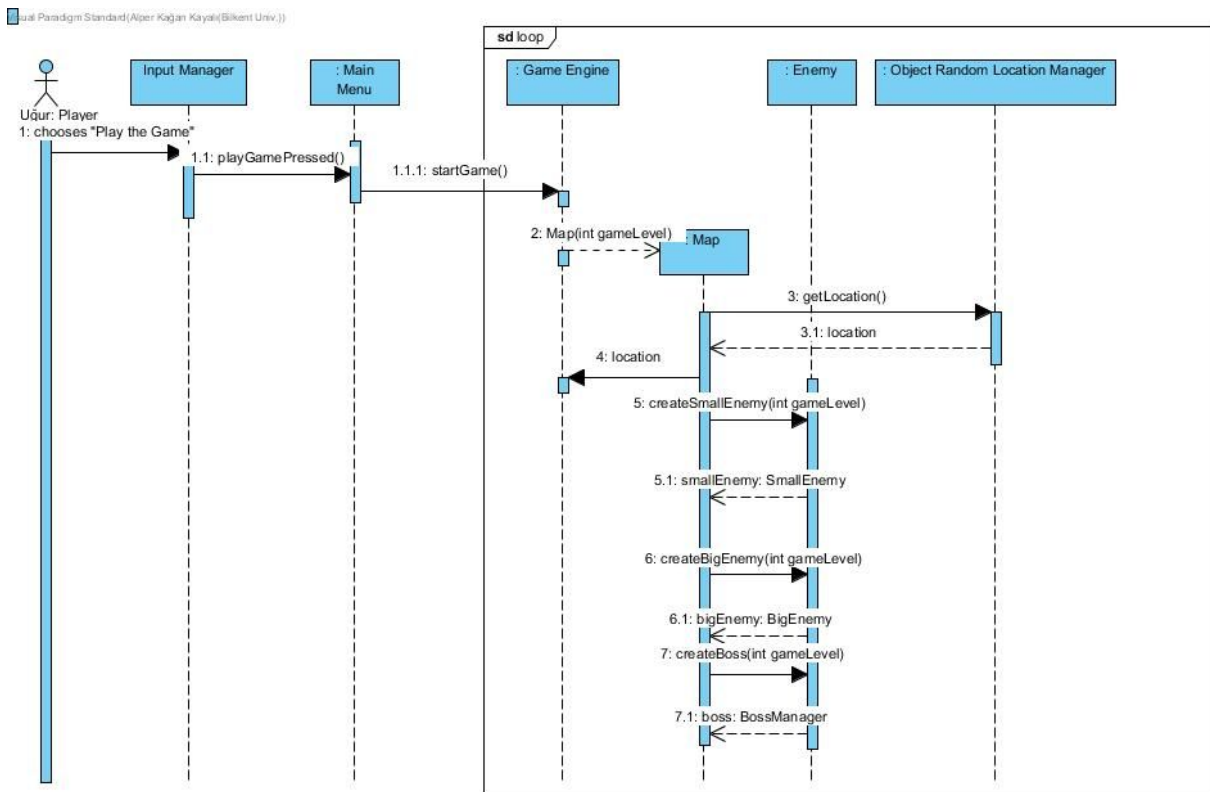 Visual Paradigm Standard(Alper Kağan Kayalı(Bilkent Univ.))
sd loop
Input Manager
: Main
Menu
: Game Engine
: Enemy
: Object Random Location Manager
Uğur: Player
1: chooses "Play the Game"
1.1: playGamePressed()
1.1.1: startGame()
2: Map(int gameLevel)
: Map
3: getLocation()
3.1: location
4: location
5: createSmallEnemy(int gameLevel)
5.1: smallEnemy: SmallEnemy
6: createBigEnemy(int gameLevel)
6.1: bigEnemy: BigEnemy
7: createBoss(int gameLevel)
7.1: boss: BossManager